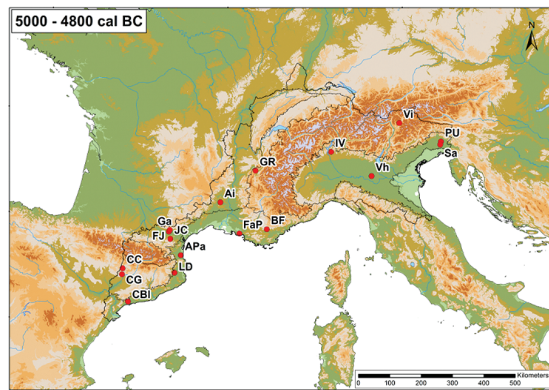 5000 - 4800 cal BC
N
Vi
PU
IV
Sa
GR
Vh
Ai
Ga
JC
FaP
BF
FJ
APa
CC
LD
CG
CBl
Kilometers
0 100 200 300 400 500